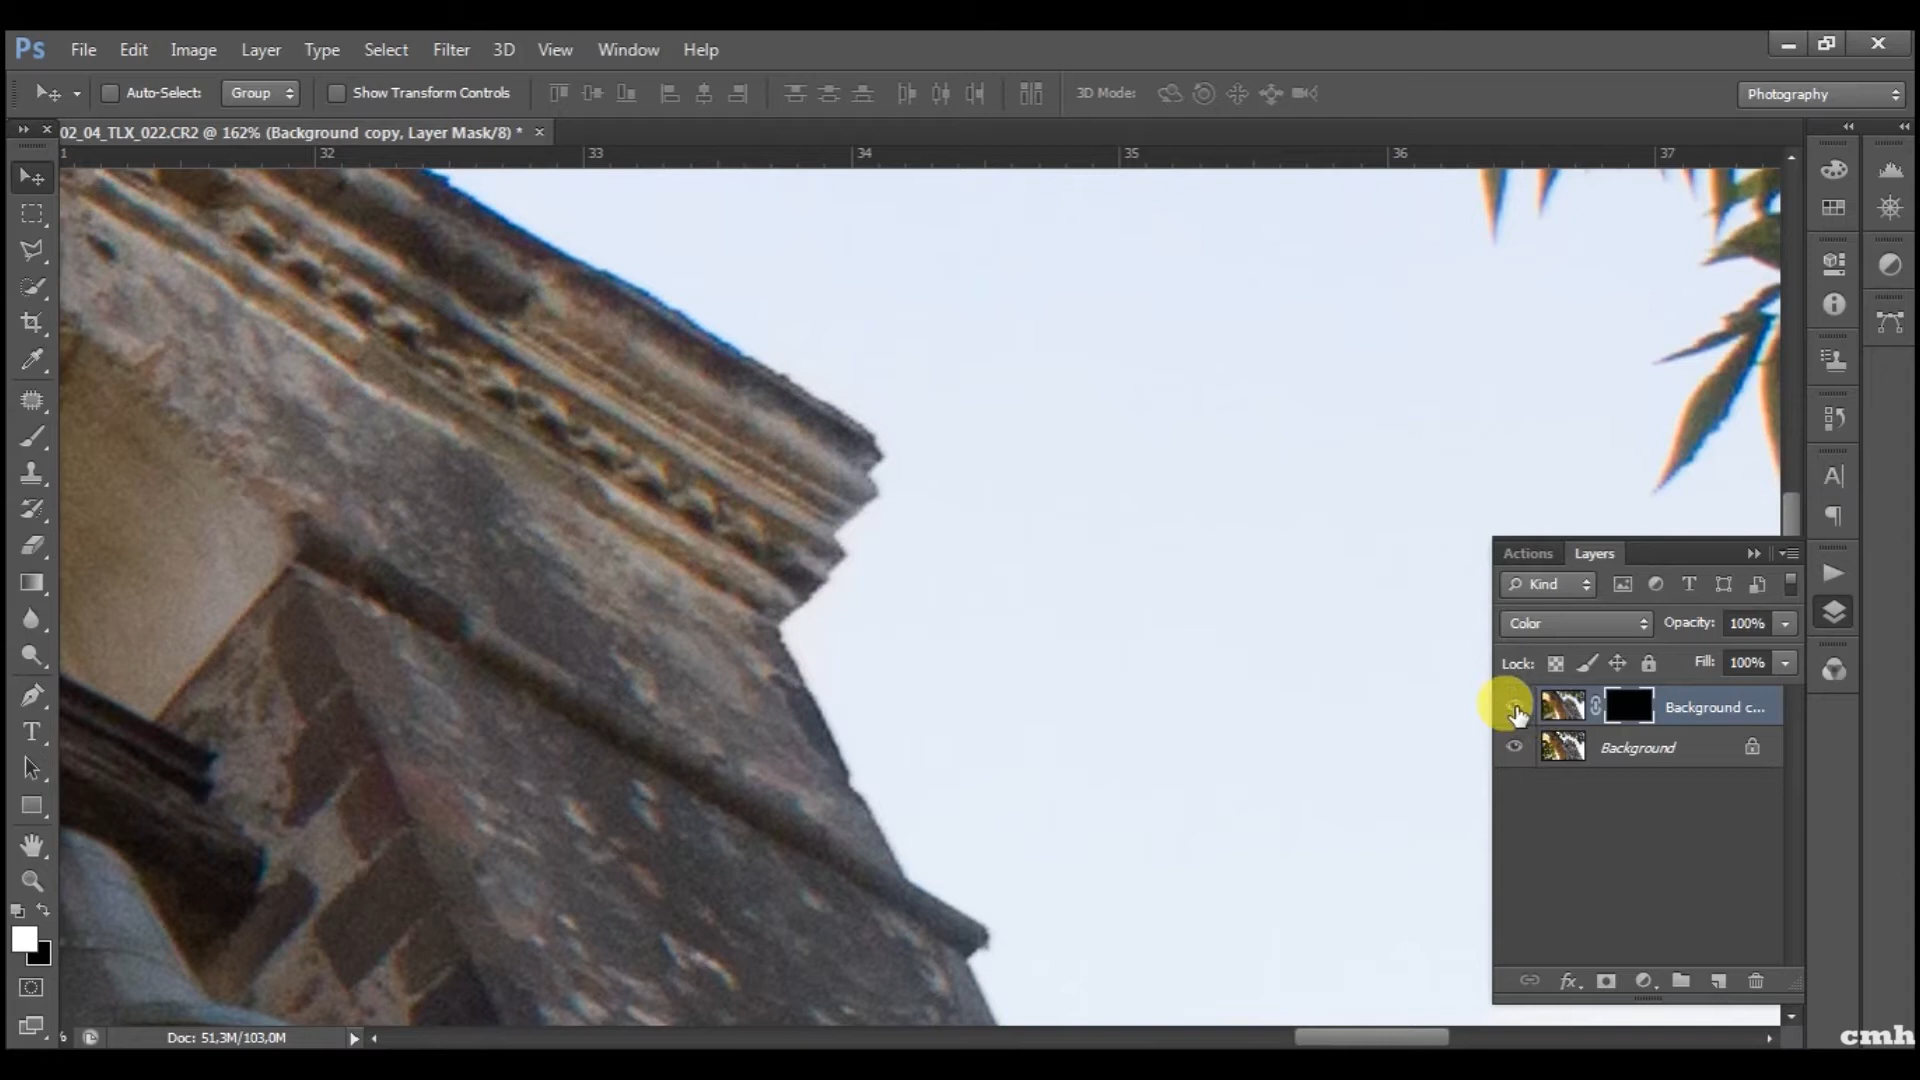 Ps File Edit Image Layer Type Select Filter 3D View Window Help
Auto-Select: Group Show Transform Controls 3D Mode: Photography
02_04_TLX_022.CR2 @ 162% (Background copy, Layer Mask/8) * ×
1 32 33 34 35 36 37
Actions Layers
Kind
Color Opacity: 100%
Lock: Fill: 100%
Background c...
Background
fx
% Doc: 51,3M/103,0M
cmh